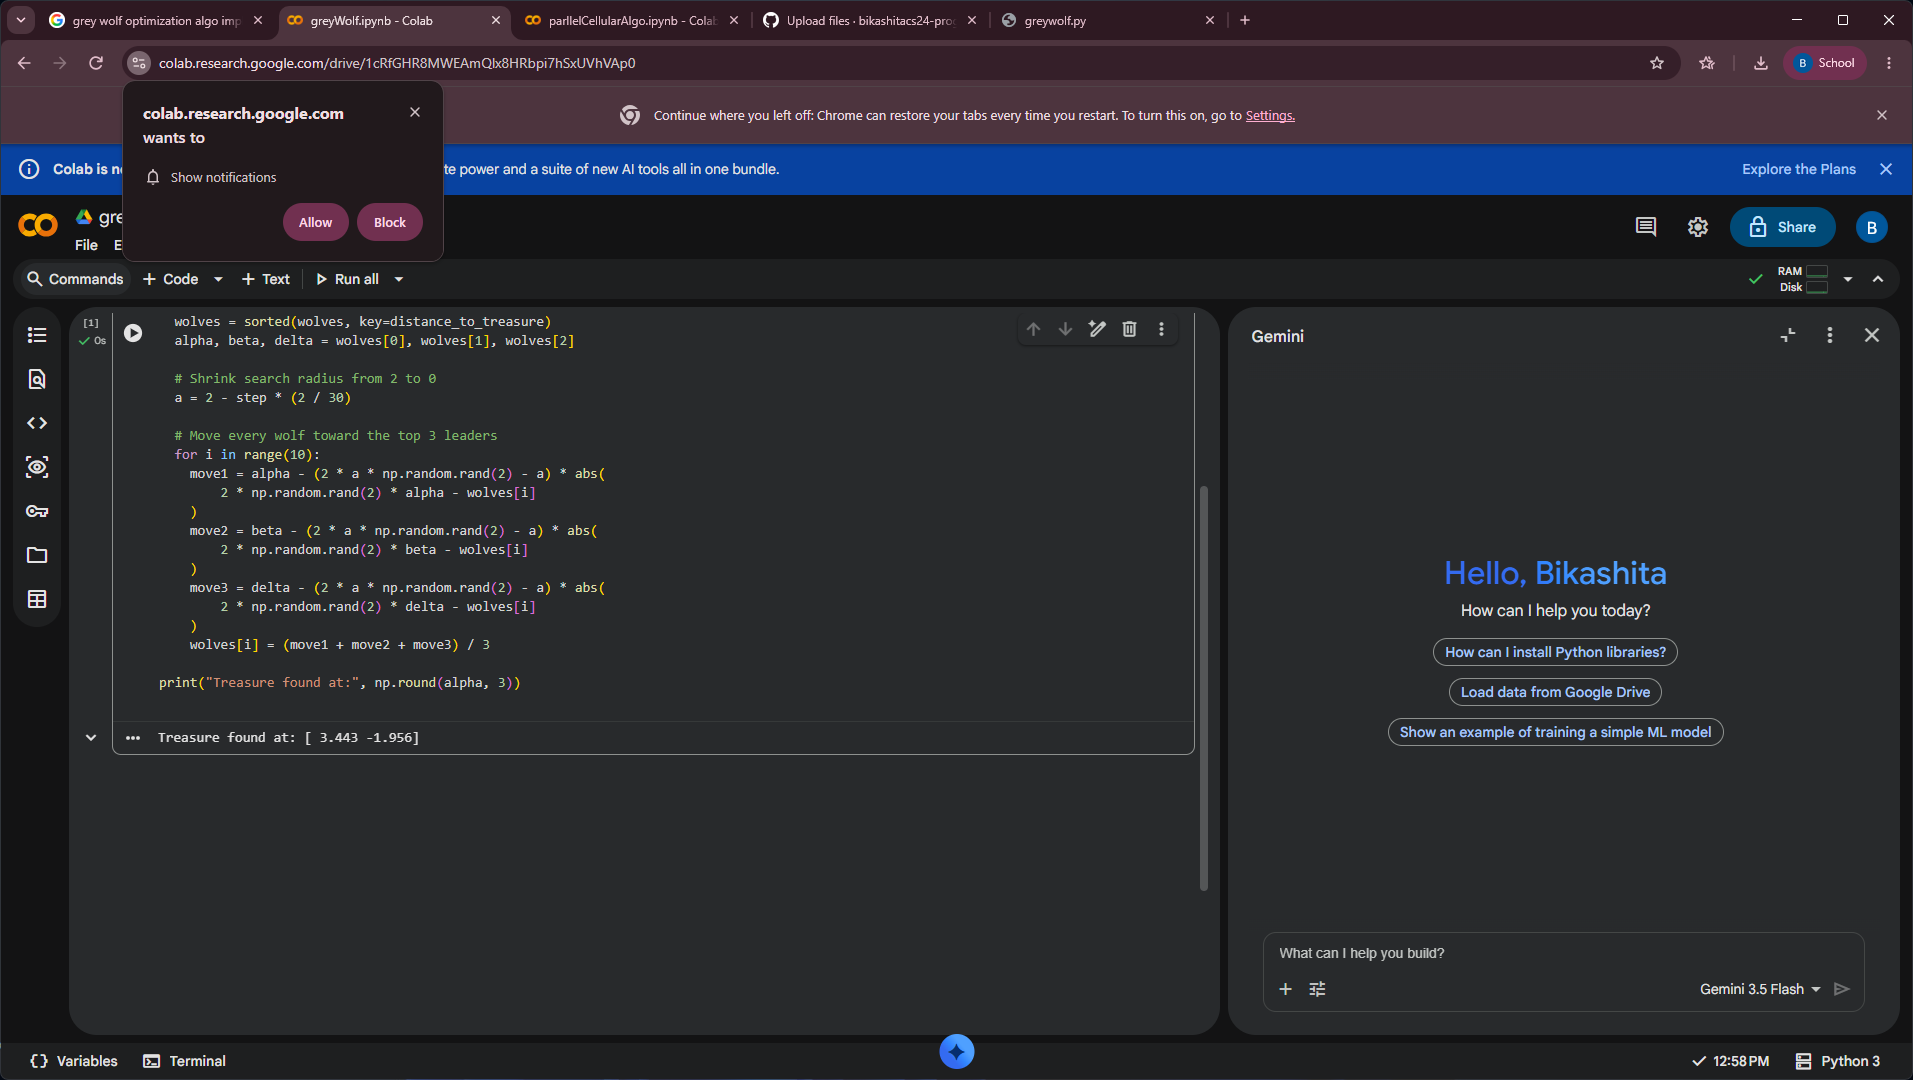 grey wolf optimization algo imp
greyWolf.ipynb - Colab
parllelCellularAlgo.ipynb - Colab
Upload files · bikashitacs24-prog
greywolf.py
colab.research.google.com/drive/1cRfGHR8MWEAmQIx8HRbpi7hSxUVhVAp0
B School
colab.research.google.com
wants to
Show notifications
Allow
Block
Continue where you left off: Chrome can restore your tabs every time you restart. To turn this on, go to Settings.
Colab is n
te power and a suite of new AI tools all in one bundle.
Explore the Plans
CO
gre
File E
Share
B
Commands
+ Code
+ Text
Run all
RAM
Disk
[1]
0s
wolves = sorted(wolves, key=distance_to_treasure)
alpha, beta, delta = wolves[0], wolves[1], wolves[2]
# Shrink search radius from 2 to 0
a = 2 - step * (2 / 30)
# Move every wolf toward the top 3 leaders
for i in range(10):
move1 = alpha - (2 * a * np.random.rand(2) - a) * abs(
2 * np.random.rand(2) * alpha - wolves[i]
)
move2 = beta - (2 * a * np.random.rand(2) - a) * abs(
2 * np.random.rand(2) * beta - wolves[i]
)
move3 = delta - (2 * a * np.random.rand(2) - a) * abs(
2 * np.random.rand(2) * delta - wolves[i]
)
wolves[i] = (move1 + move2 + move3) / 3
print("Treasure found at:", np.round(alpha, 3))
Treasure found at: [ 3.443 -1.956]
Gemini
Hello, Bikashita
How can I help you today?
How can I install Python libraries?
Load data from Google Drive
Show an example of training a simple ML model
What can I help you build?
Gemini 3.5 Flash
{} Variables
Terminal
12:58 PM
Python 3